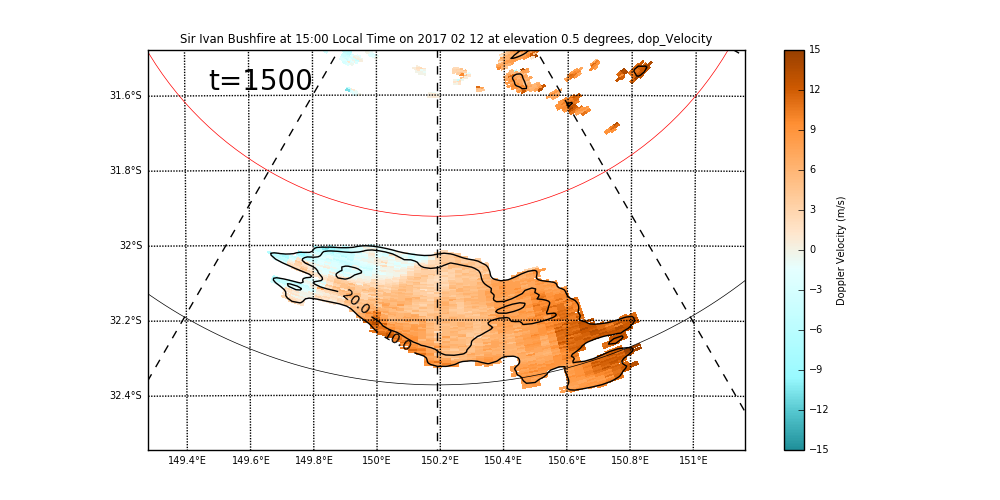 Sir Ivan Bushfire at 15:00 Local Time on 2017 02 12 at elevation 0.5 degrees, dop_Velocity
t=1500
31.6°S
31.8°S
32°S
32.2°S
32.4°S
20.0
10.0
149.4°E 149.6°E 149.8°E 150°E 150.2°E 150.4°E 150.6°E 150.8°E 151°E
15
12
9
6
3
0
−3
−6
−9
−12
−15
Doppler Velocity (m/s)